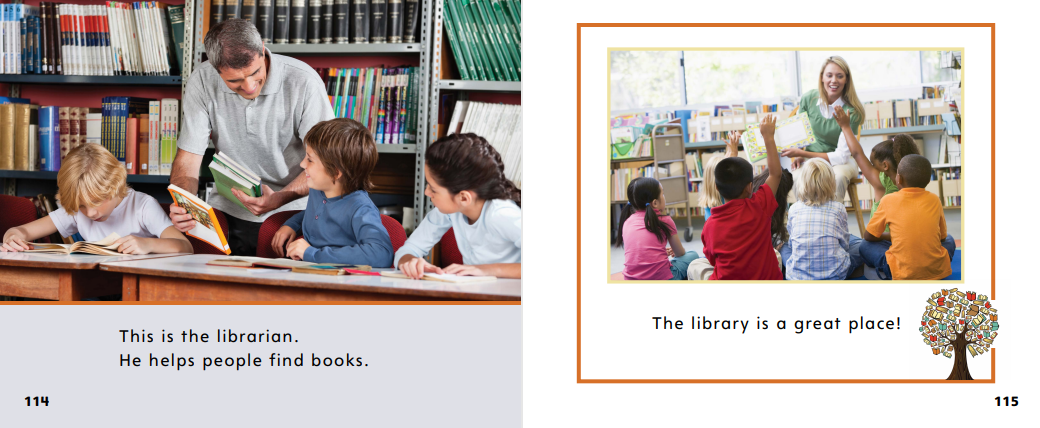 This is the librarian.
He helps people find books.
114
The library is a great place!
115